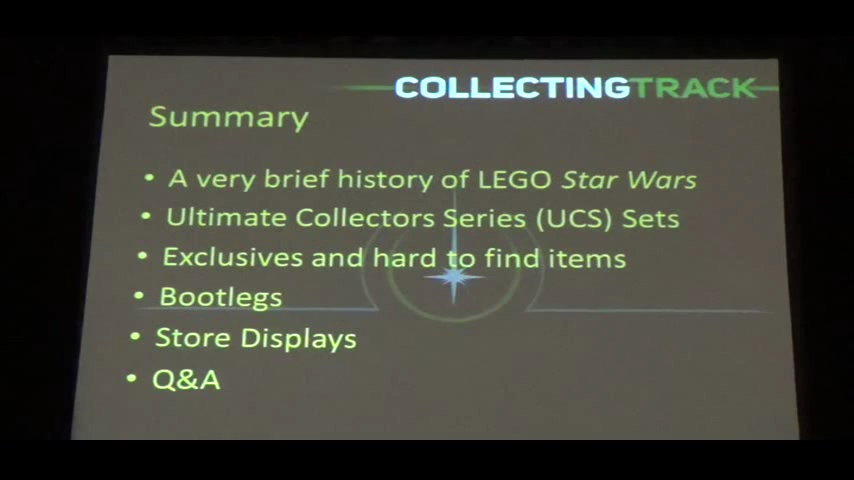 COLLECTINGTRACK
Summary
• A very brief history of LEGO Star Wars
• Ultimate Collectors Series (UCS) Sets
• Exclusives and hard to find items
• Bootlegs
• Store Displays
• Q&A